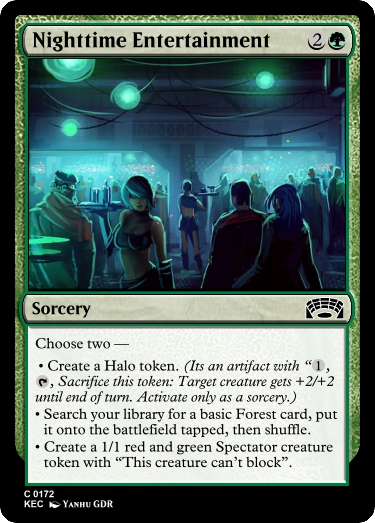 Nighttime Entertainment 2
Sorcery
Choose two —
• Create a Halo token. (Its an artifact with “1,
T, Sacrifice this token: Target creature gets +2/+2
until end of turn. Activate only as a sorcery.)
• Search your library for a basic Forest card, put
it onto the battlefield tapped, then shuffle.
• Create a 1/1 red and green Spectator creature
token with “This creature can’t block”.
C 0172
KEC Yanhu GDR